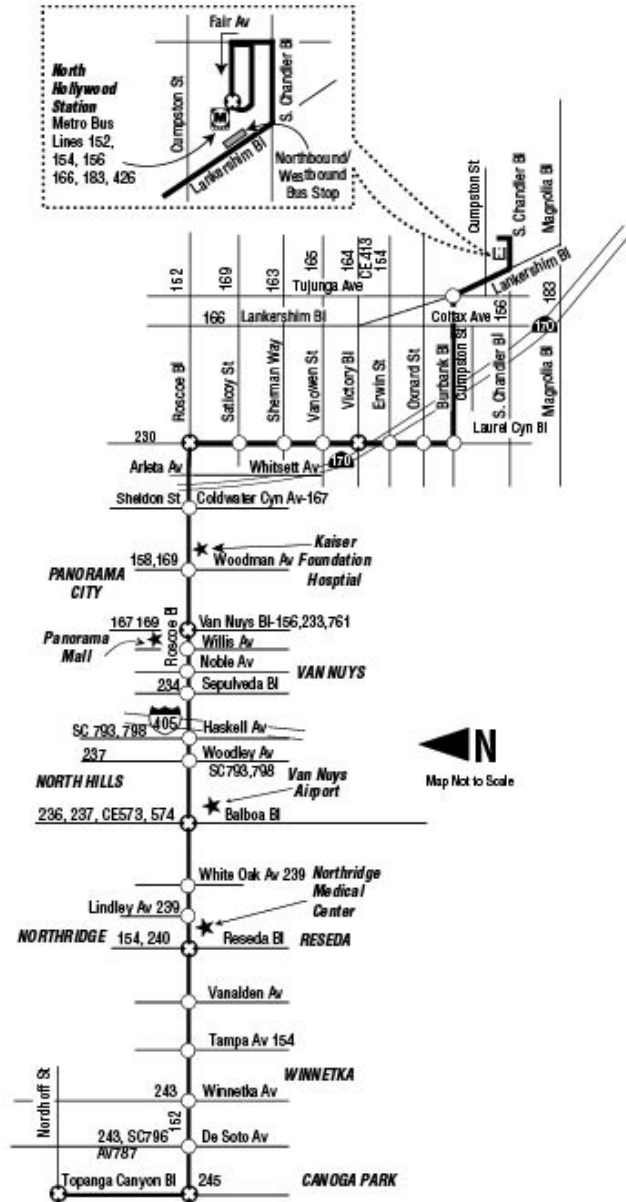 Fair Av
North
Hollywood
Station
Metro Bus
Lines 152,
154, 156
166, 183, 426
Cumpston St
S. Chandler Bl
M
Lankershim Bl
Northbound/
Westbound
Bus Stop
Cumpston St
S. Chandler Bl
Magnolia Bl
152
169
163
165
164
CE 413
154
Tujunga Ave
Lankershim Bl
183
166 Lankershim Bl
Colfax Ave
156
170
Roscoe Bl
Saticoy St
Sherman Way
Vanowen St
Victory Bl
Erwin St
Oxnard St
Burbank Bl
Cumpston St
S. Chandler Bl
Magnolia Bl
230
Laurel Cyn Bl
Arleta Av
Whitsett Av
170
Sheldon St
Coldwater Cyn Av-167
Kaiser
Foundation
Hosptial
158,169
Woodman Av
PANORAMA
CITY
167 169
Roscoe Bl
Van Nuys Bl-156,233,761
Panorama
Mall
Willis Av
Noble Av
VAN NUYS
234
Sepulveda Bl
405
SC 793, 798
Haskell Av
237
Woodley Av
SC793,798
N
Map Not to Scale
NORTH HILLS
Van Nuys
Airport
236, 237, CE573, 574
Balboa Bl
White Oak Av 239
Northridge
Medical
Center
Lindley Av 239
NORTHRIDGE
154, 240
Reseda Bl
RESEDA
Vanalden Av
Tampa Av 154
WINNETKA
Nordhoff St
243
Winnetka Av
152
243, SC796
AV787
De Soto Av
Topanga Canyon Bl
245
CANOGA PARK